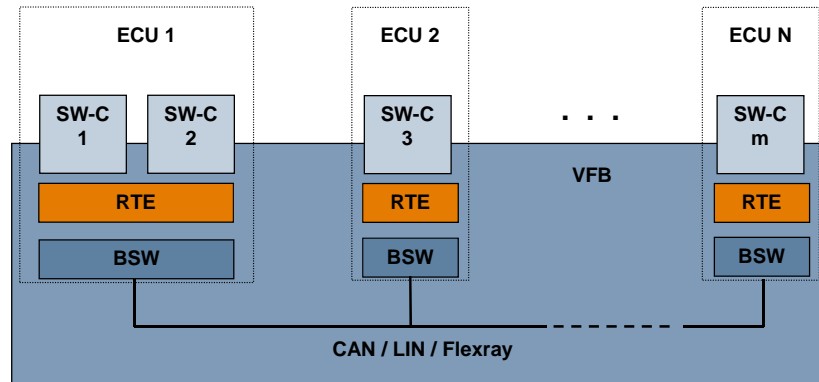 ECU 1
ECU 2
ECU N
SW-C
1
SW-C
2
SW-C
3
. . .
SW-C
m
VFB
RTE
RTE
RTE
BSW
BSW
BSW
CAN / LIN / Flexray